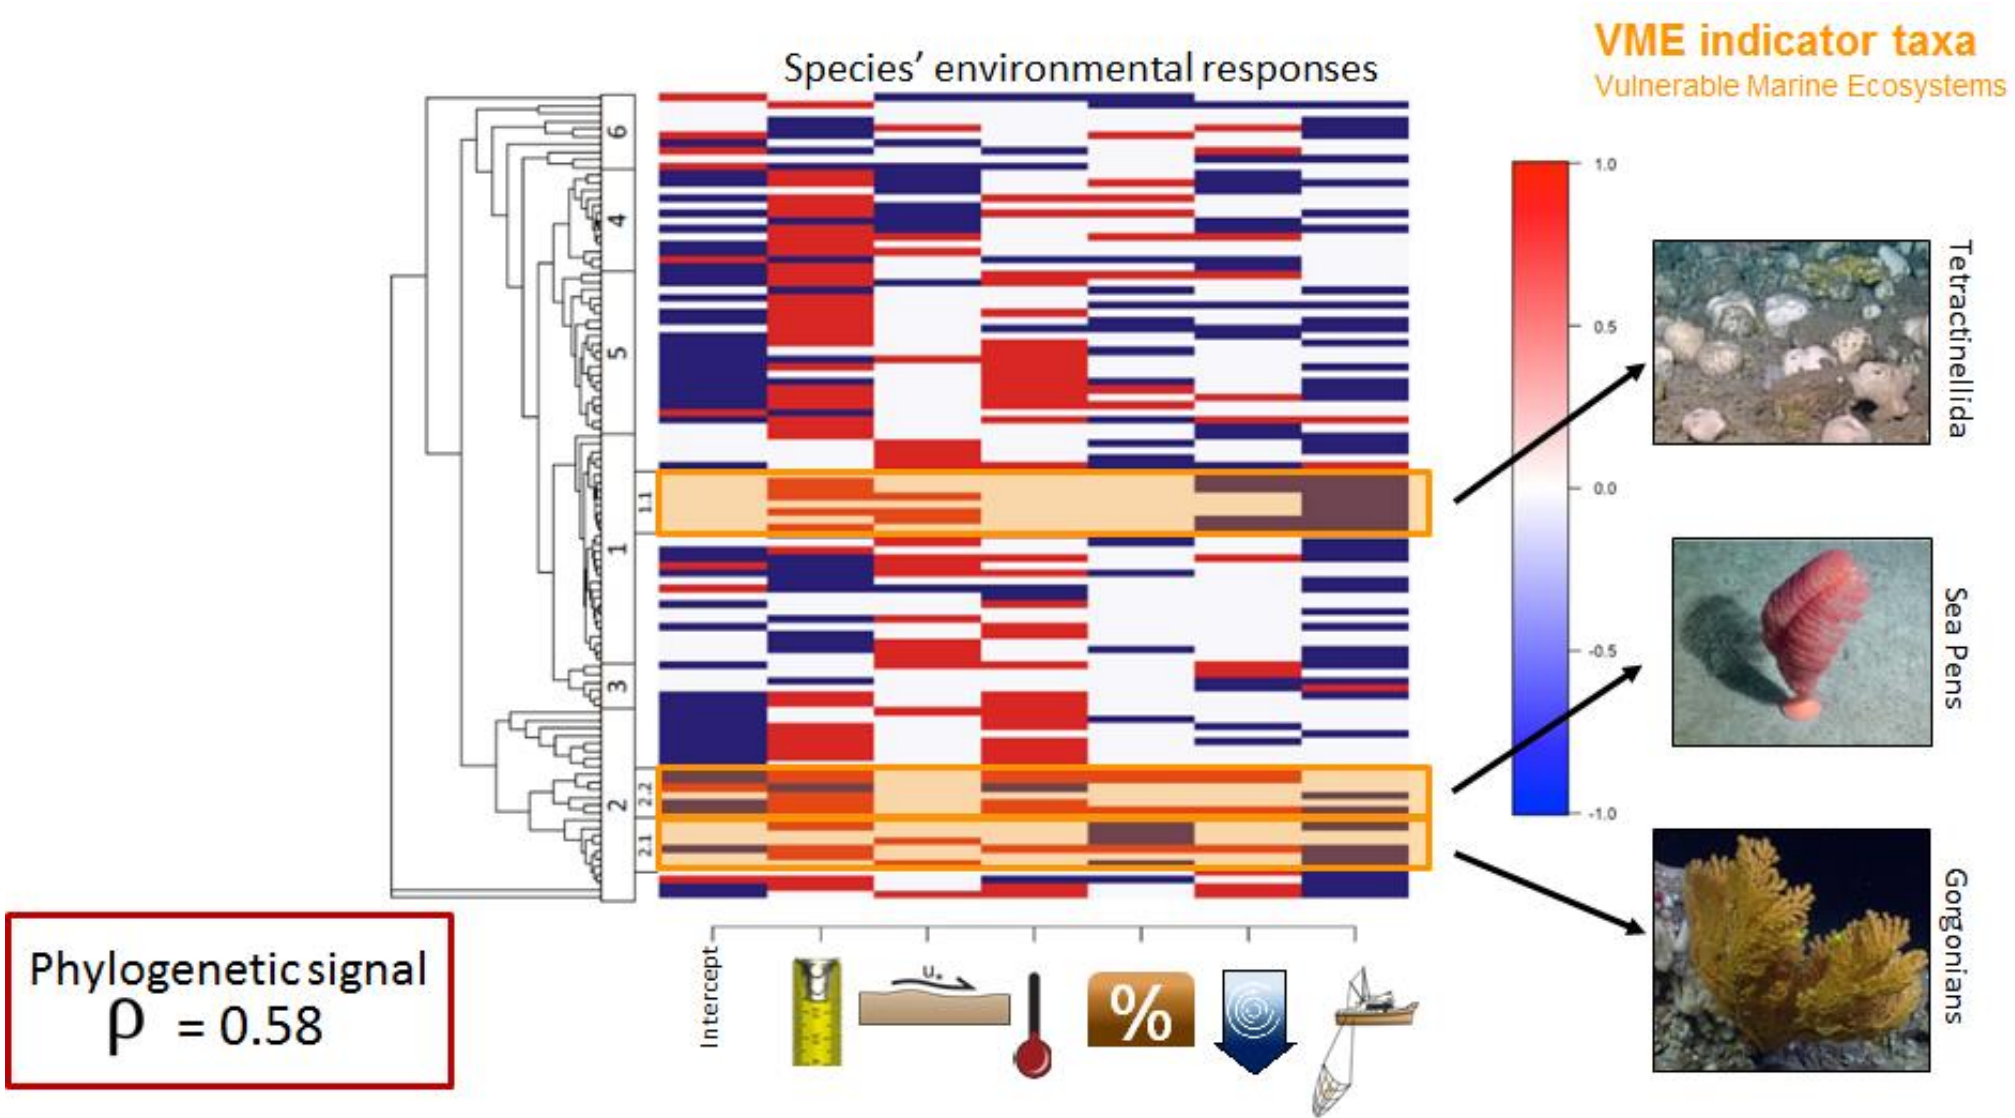 VME indicator taxa
Vulnerable Marine Ecosystems
Species' environmental responses
6
4
5
1
1.1
3
2
2.2
2.1
1.0
0.5
0.0
-0.5
-1.0
Tetractinellida
Sea Pens
Gorgonians
Intercept
U*
%
Phylogenetic signal
ρ = 0.58